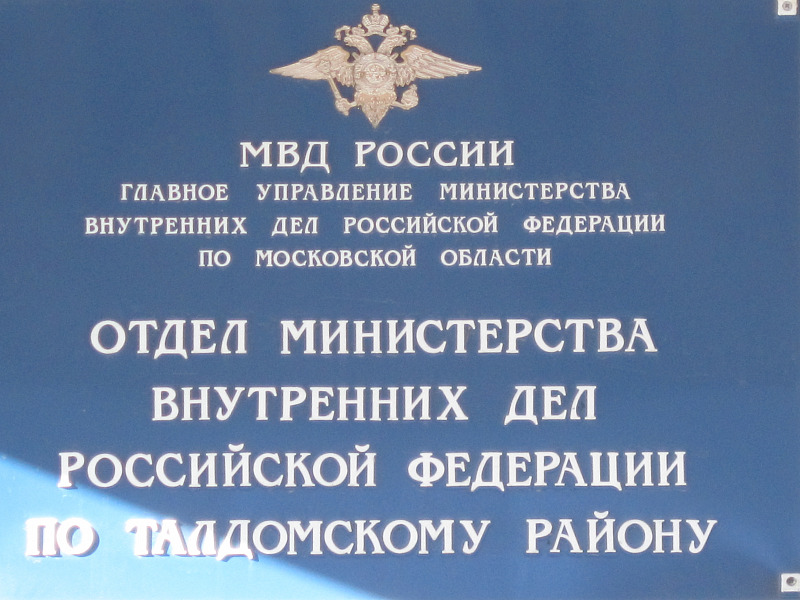 МВД РОССИИ
ГЛАВНОЕ УПРАВЛЕНИЕ МИНИСТЕРСТВА
ВНУТРЕННИХ ДЕЛ РОССИЙСКОЙ ФЕДЕРАЦИИ
ПО МОСКОВСКОЙ ОБЛАСТИ
ОТДЕЛ МИНИСТЕРСТВА
ВНУТРЕННИХ ДЕЛ
РОССИЙСКОЙ ФЕДЕРАЦИИ
ПО ТАЛДОМСКОМУ РАЙОНУ